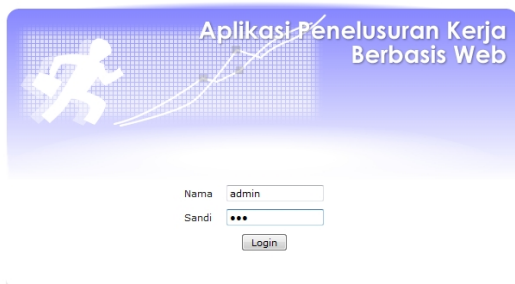 Aplikasi Penelusuran Kerja
Berbasis Web
Nama admin
Sandi •••
Login